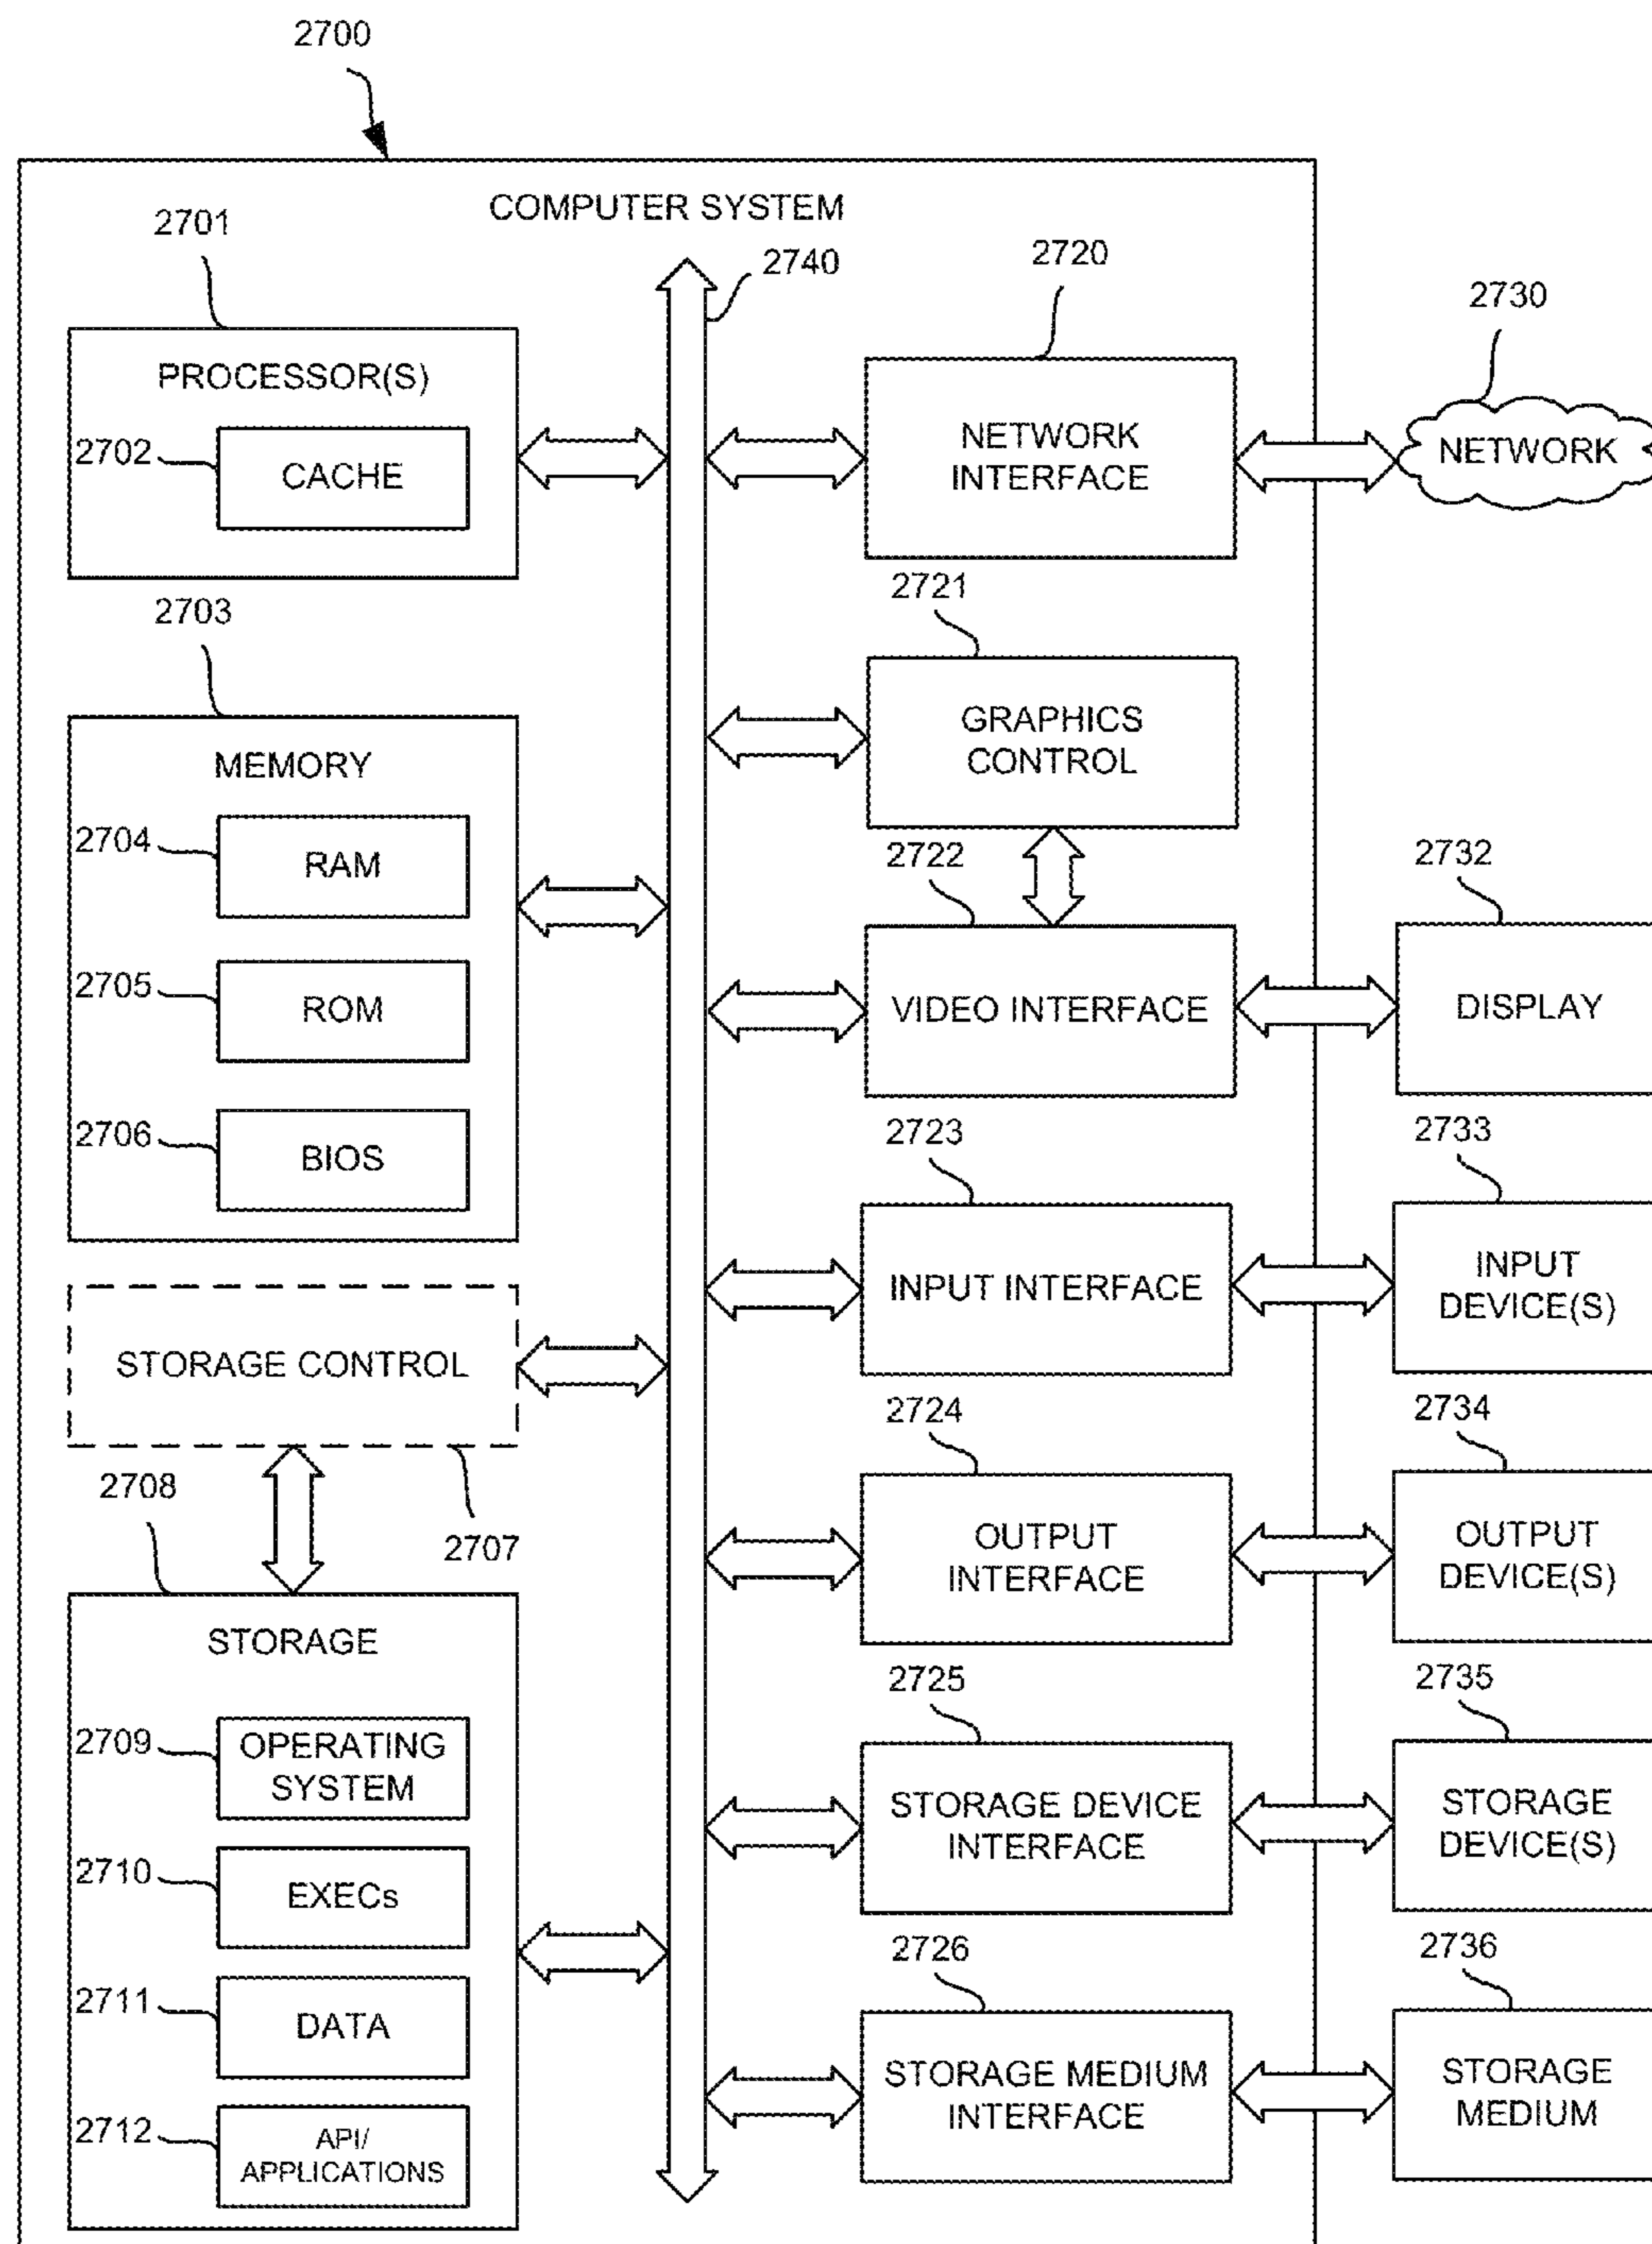 2700
COMPUTER SYSTEM
2701
PROCESSOR(S)
2702
CACHE
2703
MEMORY
2704
RAM
2705
ROM
2706
BIOS
STORAGE CONTROL
2707
2708
STORAGE
2709
OPERATING
SYSTEM
2710
EXECs
2711
DATA
2712
API/
APPLICATIONS
2740
2720
NETWORK
INTERFACE
2730
NETWORK
2721
GRAPHICS
CONTROL
2722
VIDEO INTERFACE
2732
DISPLAY
2723
INPUT INTERFACE
2733
INPUT
DEVICE(S)
2724
OUTPUT
INTERFACE
2734
OUTPUT
DEVICE(S)
2725
STORAGE DEVICE
INTERFACE
2735
STORAGE
DEVICE(S)
2726
STORAGE MEDIUM
INTERFACE
2736
STORAGE
MEDIUM